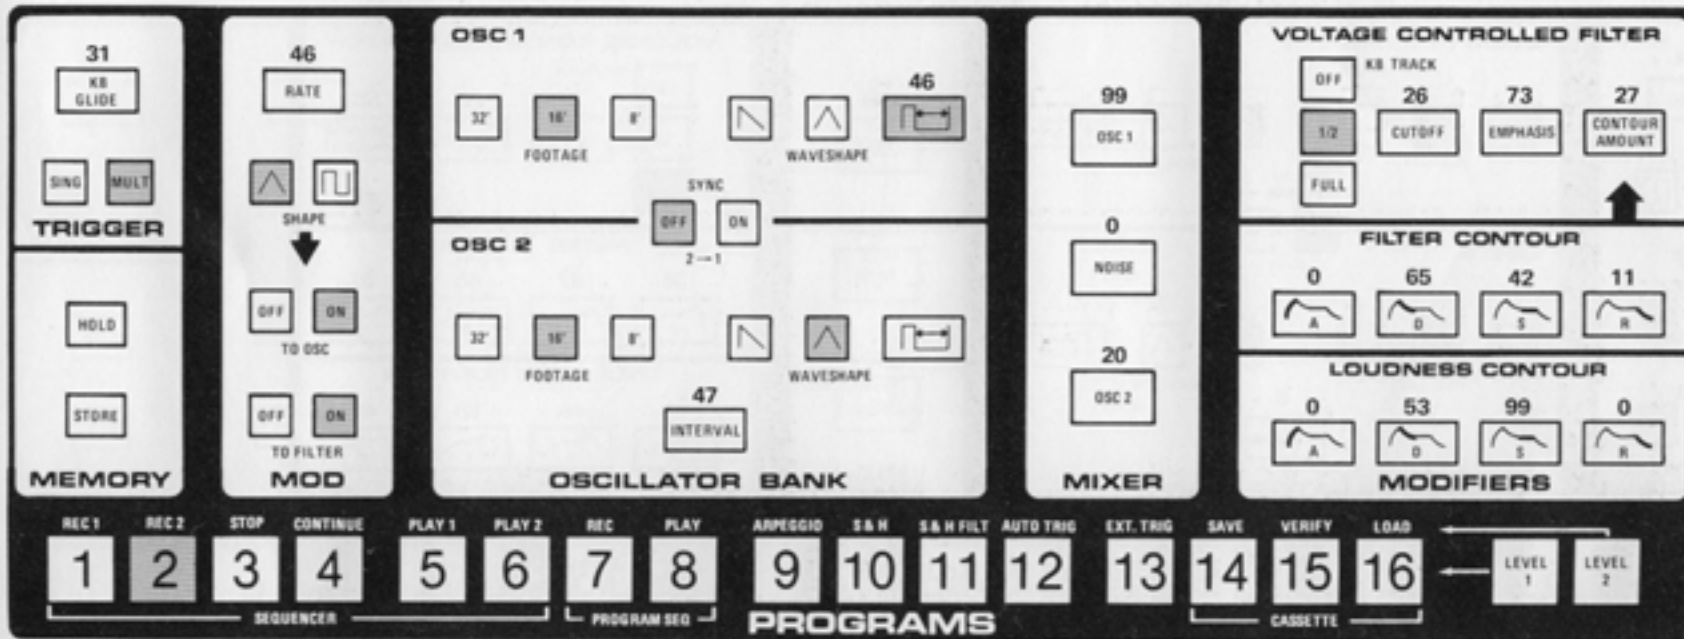 31
KB
GLIDE
SING MULT
TRIGGER
HOLD
STORE
MEMORY
46
RATE
SHAPE
OFF ON
TO OSC
OFF ON
TO FILTER
MOD
OSC 1
46
32' 16' 8'
FOOTAGE WAVESHAPE
SYNC
OFF ON
2→1
OSC 2
32' 16' 8'
FOOTAGE WAVESHAPE
47
INTERVAL
OSCILLATOR BANK
99
OSC 1
0
NOISE
20
OSC 2
MIXER
VOLTAGE CONTROLLED FILTER
OFF KB TRACK
26 73 27
1/2 CUTOFF EMPHASIS CONTOUR
AMOUNT
FULL
FILTER CONTOUR
0 65 42 11
A D S R
LOUDNESS CONTOUR
0 53 99 0
A D S R
MODIFIERS
REC 1 REC 2 STOP CONTINUE PLAY 1 PLAY 2 REC PLAY ARPEGGIO S & H S & H FILT AUTO TRIG EXT. TRIG SAVE VERIFY LOAD
1 2 3 4 5 6 7 8 9 10 11 12 13 14 15 16
LEVEL
1
LEVEL
2
SEQUENCER PROGRAM SEQ PROGRAMS CASSETTE